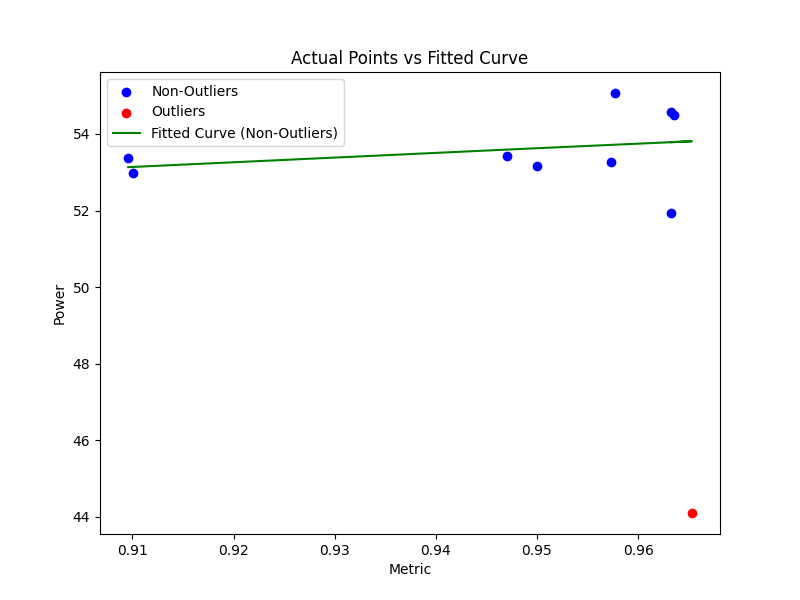 Actual Points vs Fitted Curve
Non-Outliers
Outliers
Fitted Curve (Non-Outliers)
Power
54
52
50
48
46
44
0.91 0.92 0.93 0.94 0.95 0.96
Metric